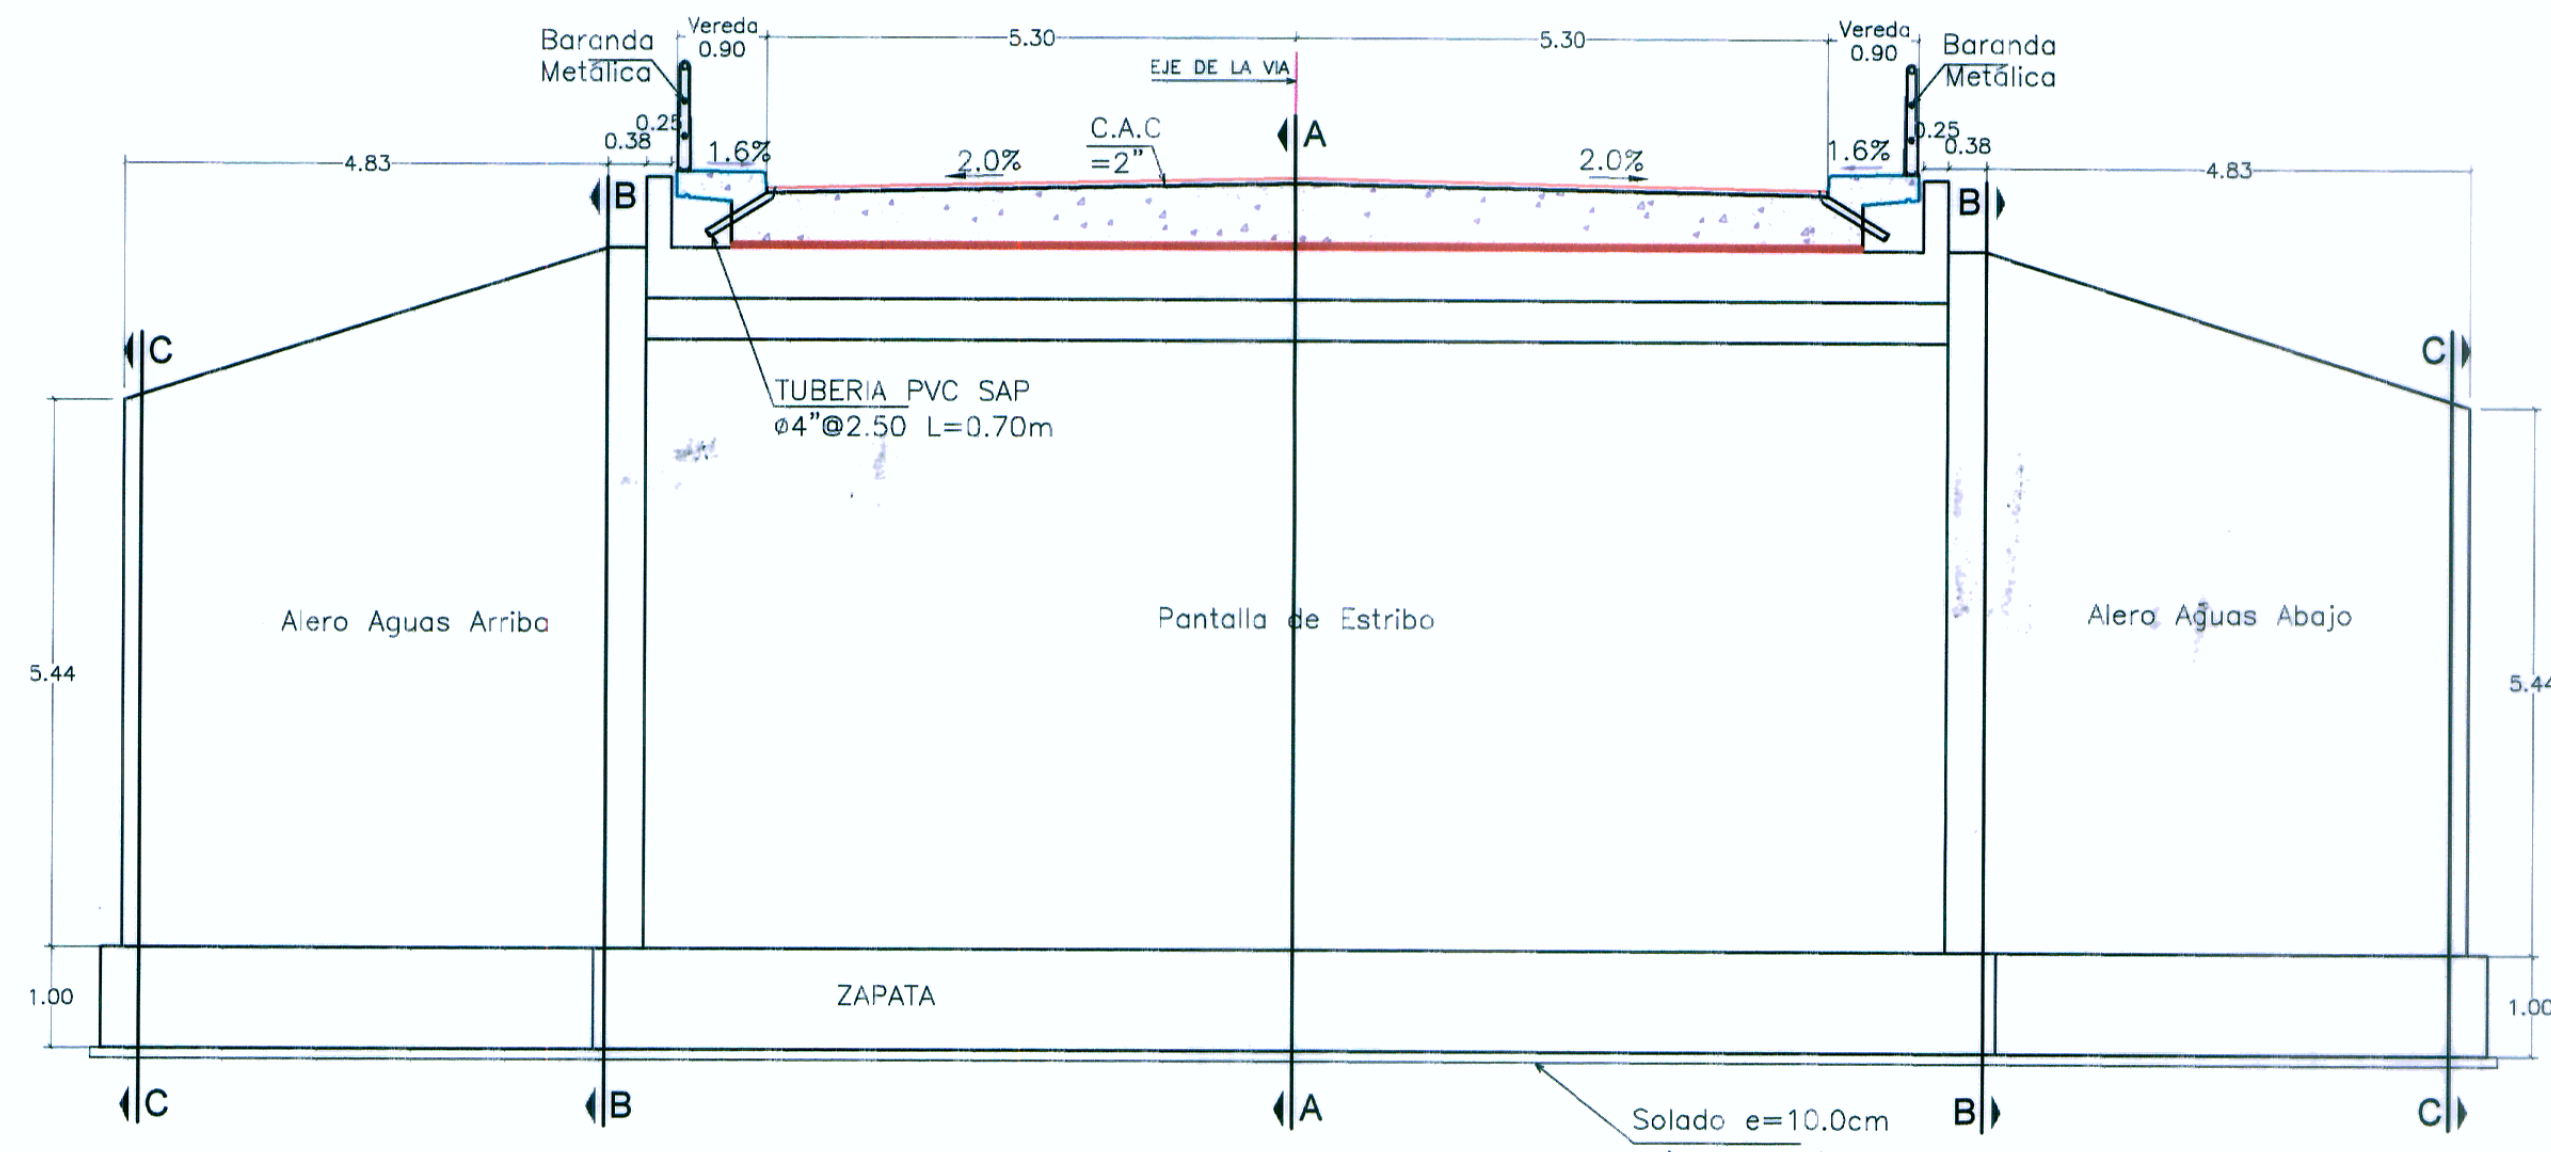 Vereda
0.90
5.30
5.30
Vereda
0.90
Baranda
Metálica
Baranda
Metálica
EJE DE LA VIA
0.25
0.38
1.6%
4.83
2.0%
C.A.C
=2"
A
2.0%
1.6%
0.25
0.38
4.83
B
B
C
C
TUBERIA PVC SAP
ø4"@2.50 L=0.70m
Alero Aguas Arriba
Pantalla de Estribo
Alero Aguas Abajo
5.44
5.44
1.00
ZAPATA
1.00
C
B
A
B
C
Solado e=10.0cm